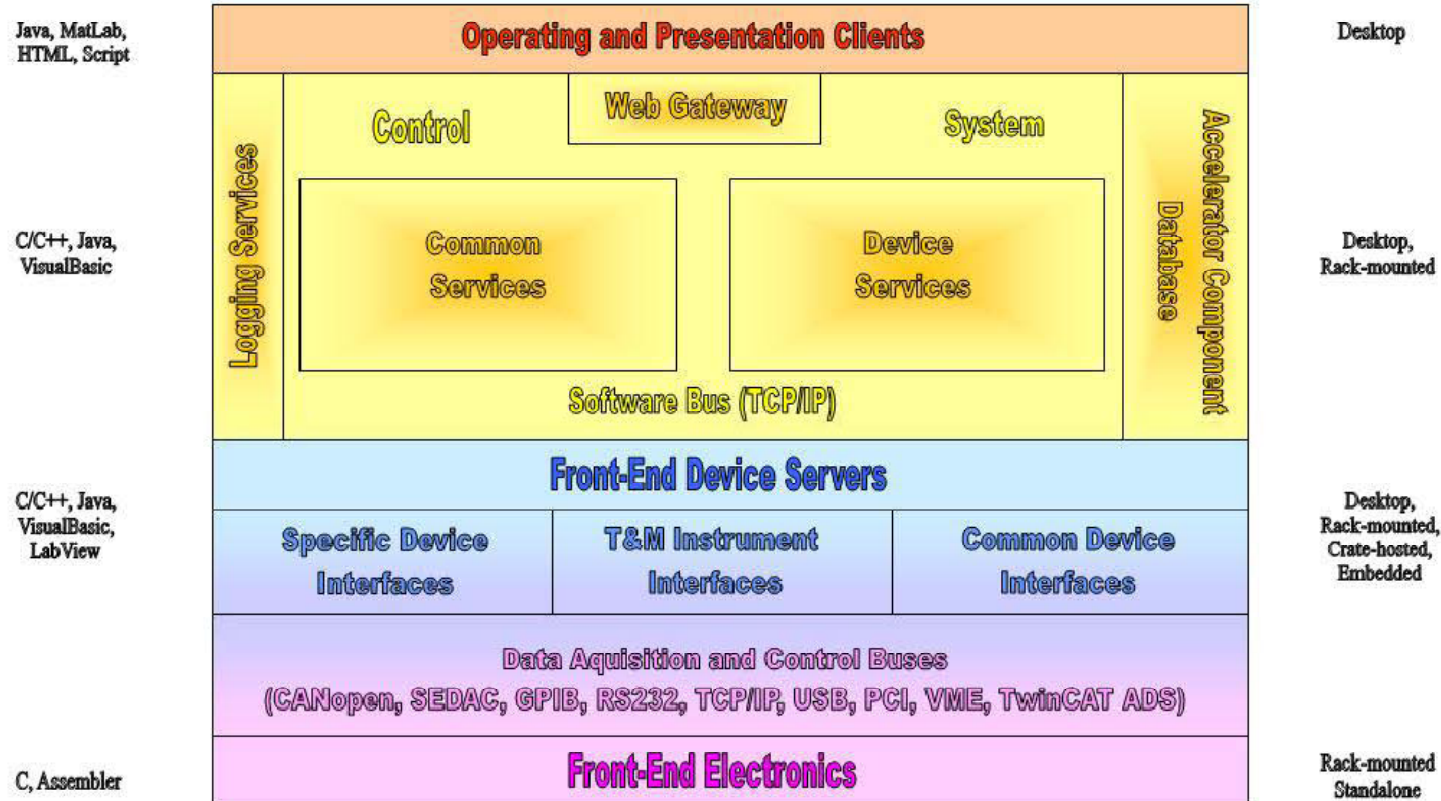 Java, MatLab,
HTML, Script
Operating and Presentation Clients
Desktop
Logging Services
Control
Web Gateway
System
Accelerator Component
Database
C/C++, Java,
VisualBasic
Common
Services
Device
Services
Desktop,
Rack-mounted
Software Bus (TCP/IP)
C/C++, Java,
VisualBasic,
LabView
Front-End Device Servers
Specific Device
Interfaces
T&M Instrument
Interfaces
Common Device
Interfaces
Desktop,
Rack-mounted,
Crate-hosted,
Embedded
Data Aquisition and Control Buses
(CANopen, SEDAC, GPIB, RS232, TCP/IP, USB, PCI, VME, TwinCAT ADS)
C, Assembler
Front-End Electronics
Rack-mounted
Standalone